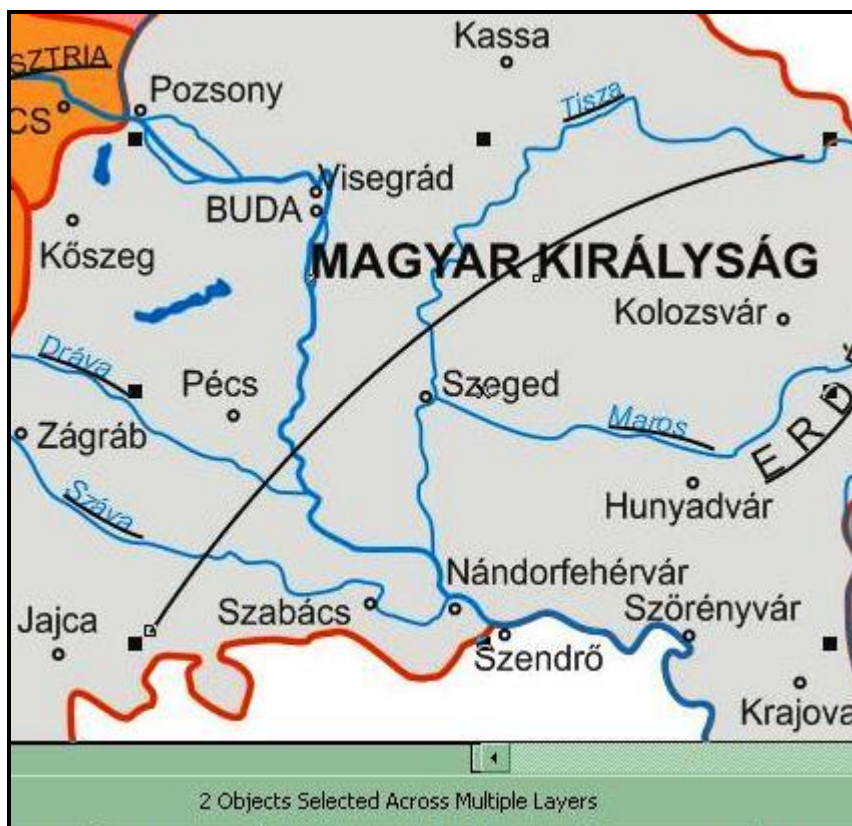 Kassa
SZTRIA
Tisza
CS
Pozsony
Visegrád
BUDA
Kőszeg
MAGYAR KIRÁLYSÁG
Kolozsvár
Dráva
Pécs
Szeged
Maros
ERD
Zágráb
Száva
Hunyadvár
Nándorfehérvár
Szabács
Szörényvár
Jajca
Szendrő
Krajova
2 Objects Selected Across Multiple Layers